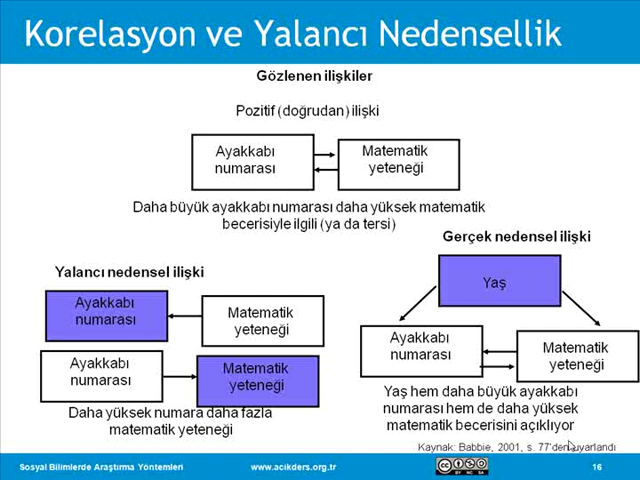 Korelasyon ve Yalancı Nedensellik
Gözlenen ilişkiler
Pozitif (doğrudan) ilişki
Ayakkabı
numarası
Matematik
yeteneği
Daha büyük ayakkabı numarası daha yüksek matematik
becerisiyle ilgili (ya da tersi)
Yalancı nedensel ilişki
Ayakkabı
numarası
Matematik
yeteneği
Ayakkabı
numarası
Matematik
yeteneği
Daha yüksek numara daha fazla
matematik yeteneği
Gerçek nedensel ilişki
Yaş
Ayakkabı
numarası
Matematik
yeteneği
Yaş hem daha büyük ayakkabı
numarası hem de daha yüksek
matematik becerisini açıklıyor
Kaynak: Babbie, 2001, s. 77'den uyarlandı
Sosyal Bilimlerde Araştırma Yöntemleri
www.acikders.org.tr
16